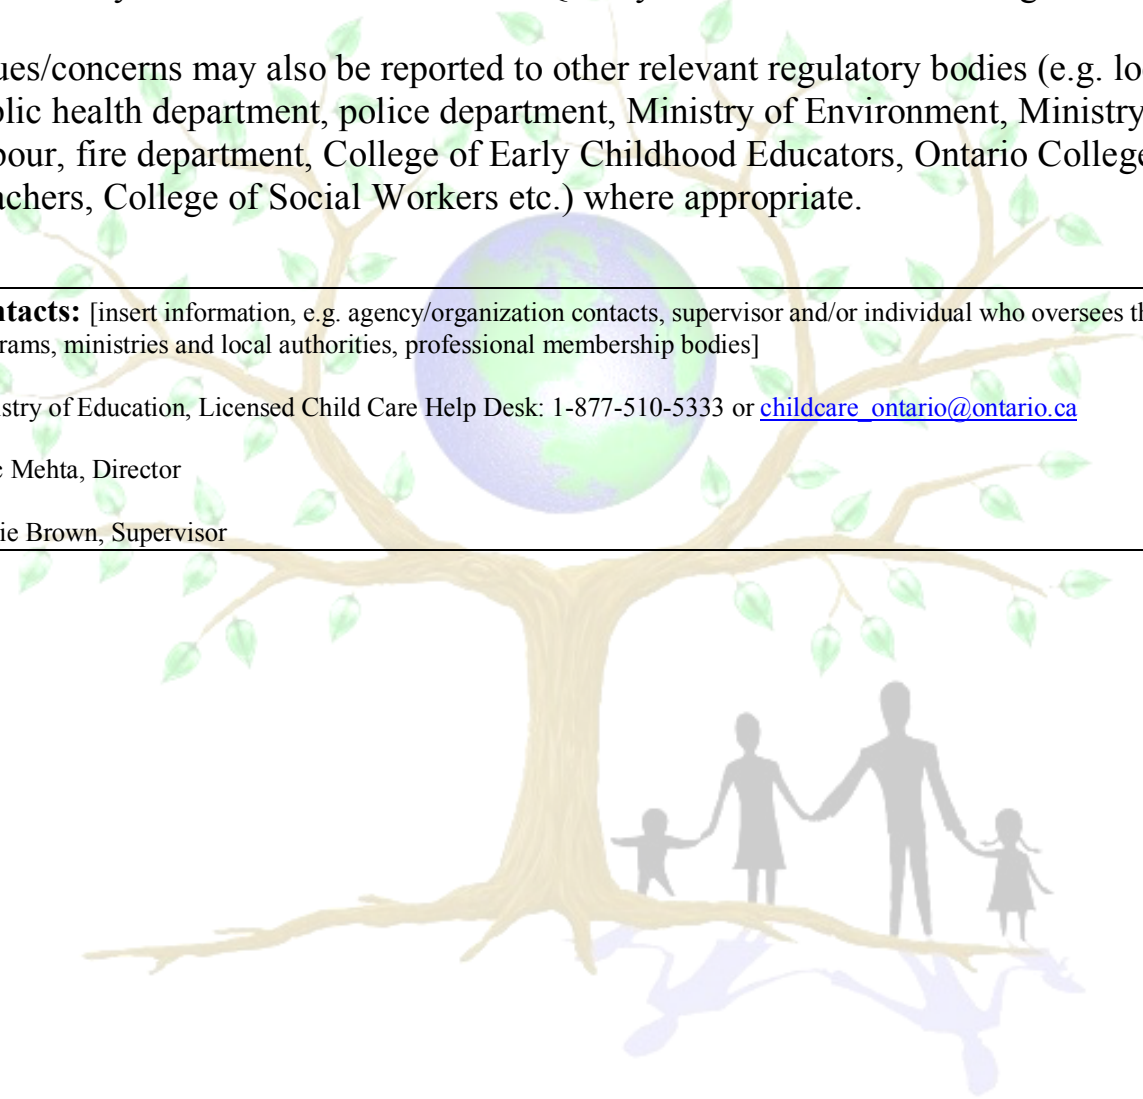 ues/concerns may also be reported to other relevant regulatory bodies (e.g. lo
blic health department, police department, Ministry of Environment, Ministry
bour, fire department, College of Early Childhood Educators, Ontario College
achers, College of Social Workers etc.) where appropriate.
ntacts: [insert information, e.g. agency/organization contacts, supervisor and/or individual who oversees th
rams, ministries and local authorities, professional membership bodies]
stry of Education, Licensed Child Care Help Desk: 1-877-510-5333 or childcare_ontario@ontario.ca
Mehta, Director
ie Brown, Supervisor